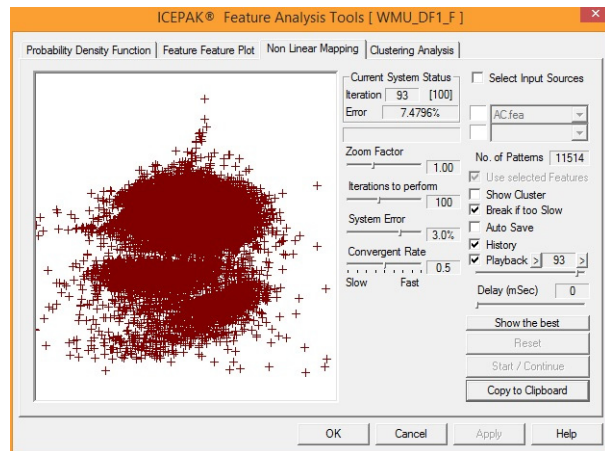 ICEPAK® Feature Analysis Tools [ WMU_DF1_F ]
Probability Density Function
Feature Feature Plot
Non Linear Mapping
Clustering Analysis
Current System Status
Iteration 93 [100]
Error 7.4796%
Zoom Factor
1.00
Iterations to perform
100
System Error
3.0%
Convergent Rate
0.5
Slow Fast
Select Input Sources
AC.fea
No. of Patterns 11514
Use selected Features
Show Cluster
Break if too Slow
Auto Save
History
Playback > 93 >
Delay (mSec) 0
Show the best
Reset
Start / Continue
Copy to Clipboard
OK
Cancel
Apply
Help